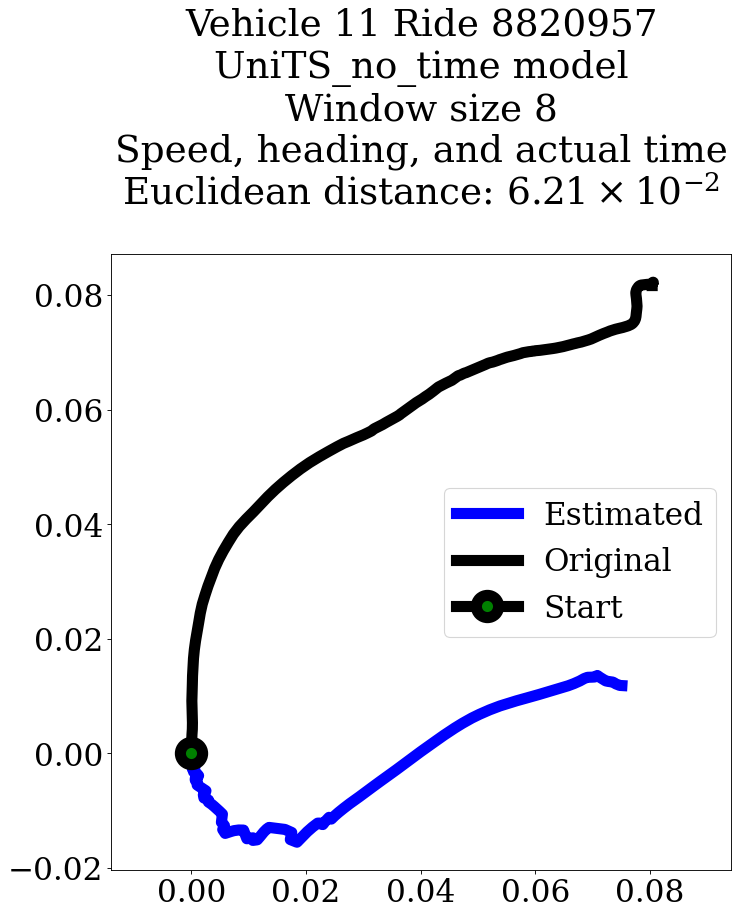 Vehicle 11 Ride 8820957
UniTS_no_time model
Window size 8
Speed, heading, and actual time
Euclidean distance: 6.21 × 10⁻²
0.08
0.06
0.04
0.02
0.00
−0.02
Estimated
Original
Start
0.00 0.02 0.04 0.06 0.08